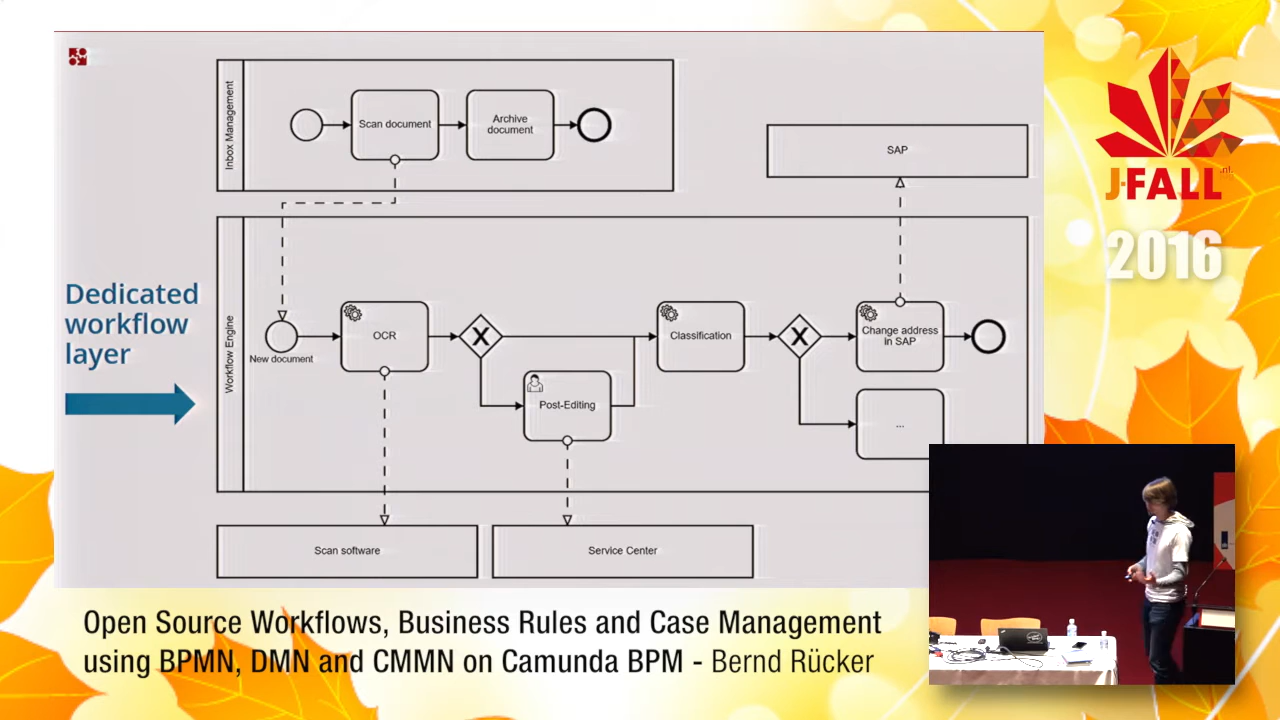 Inbox Management
Scan document
Archive
document
SAP
J-FALL
.nl
2016
Dedicated
workflow
layer
Workflow Engine
New document
OCR
X
Post-Editing
Classification
X
Change address
in SAP
...
Scan software
Service Center
Open Source Workflows, Business Rules and Case Management
using BPMN, DMN and CMMN on Camunda BPM - Bernd Rücker